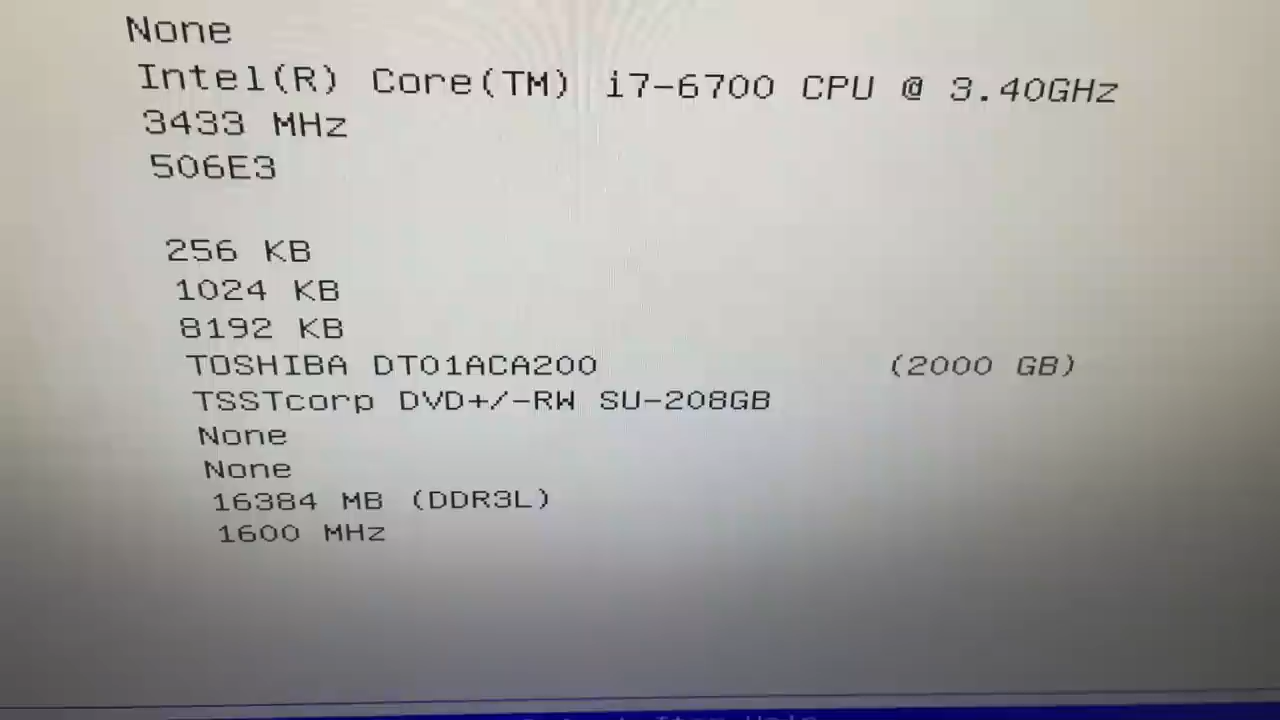 None
Intel(R) Core(TM) i7-6700 CPU @ 3.40GHz
3433 MHz
506E3
256 KB
1024 KB
8192 KB
TOSHIBA DT01ACA200 (2000 GB)
TSSTcorp DVD+/-RW SU-208GB
None
None
16384 MB (DDR3L)
1600 MHz